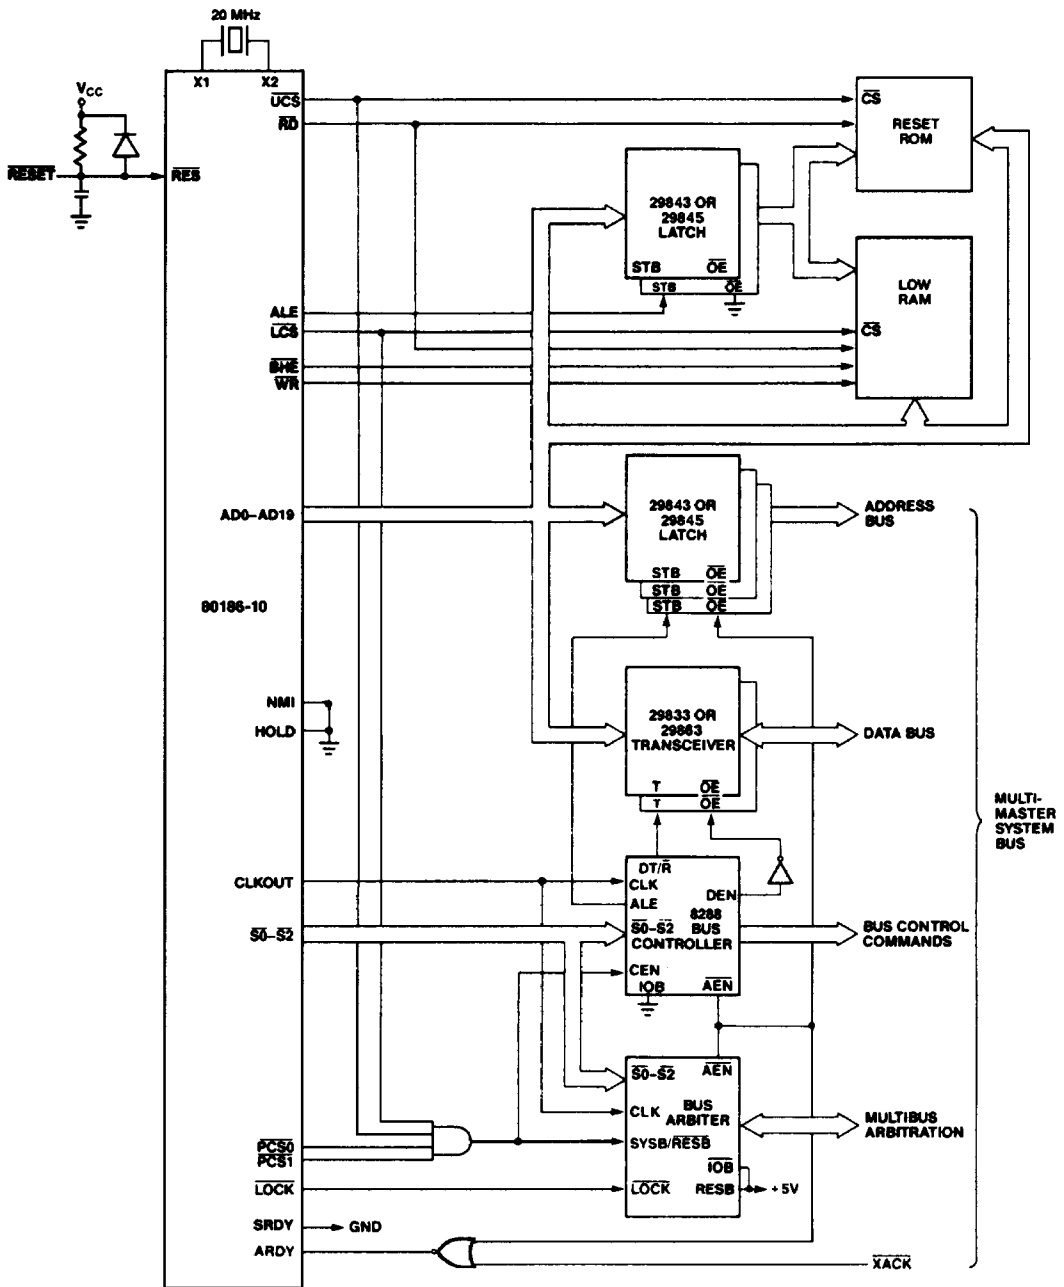 20 MHz
X1 X2
VCC
RESET
RES
UCS
RD
CS
RESET
ROM
29843 OR
29845
LATCH
STB OE
STB OE
LOW
RAM
CS
ALE
LCS
BHE
WR
AD0–AD19
29843 OR
29845
LATCH
STB OE
STB OE
STB OE
ADDRESS
BUS
80186-10
NMI
HOLD
29833 OR
29863
TRANSCEIVER
T OE
T OE
DATA BUS
MULTI-
MASTER
SYSTEM
BUS
CLKOUT
S0–S2
DT/R
CLK
ALE
DEN
S0–S2
8288
BUS
CONTROLLER
CEN
IOB
AEN
BUS CONTROL
COMMANDS
S0–S2
AEN
CLK
BUS
ARBITER
SYSB/RESB
IOB
RESB
LOCK
+5V
MULTIBUS
ARBITRATION
PCS0
PCS1
LOCK
SRDY
GND
ARDY
XACK